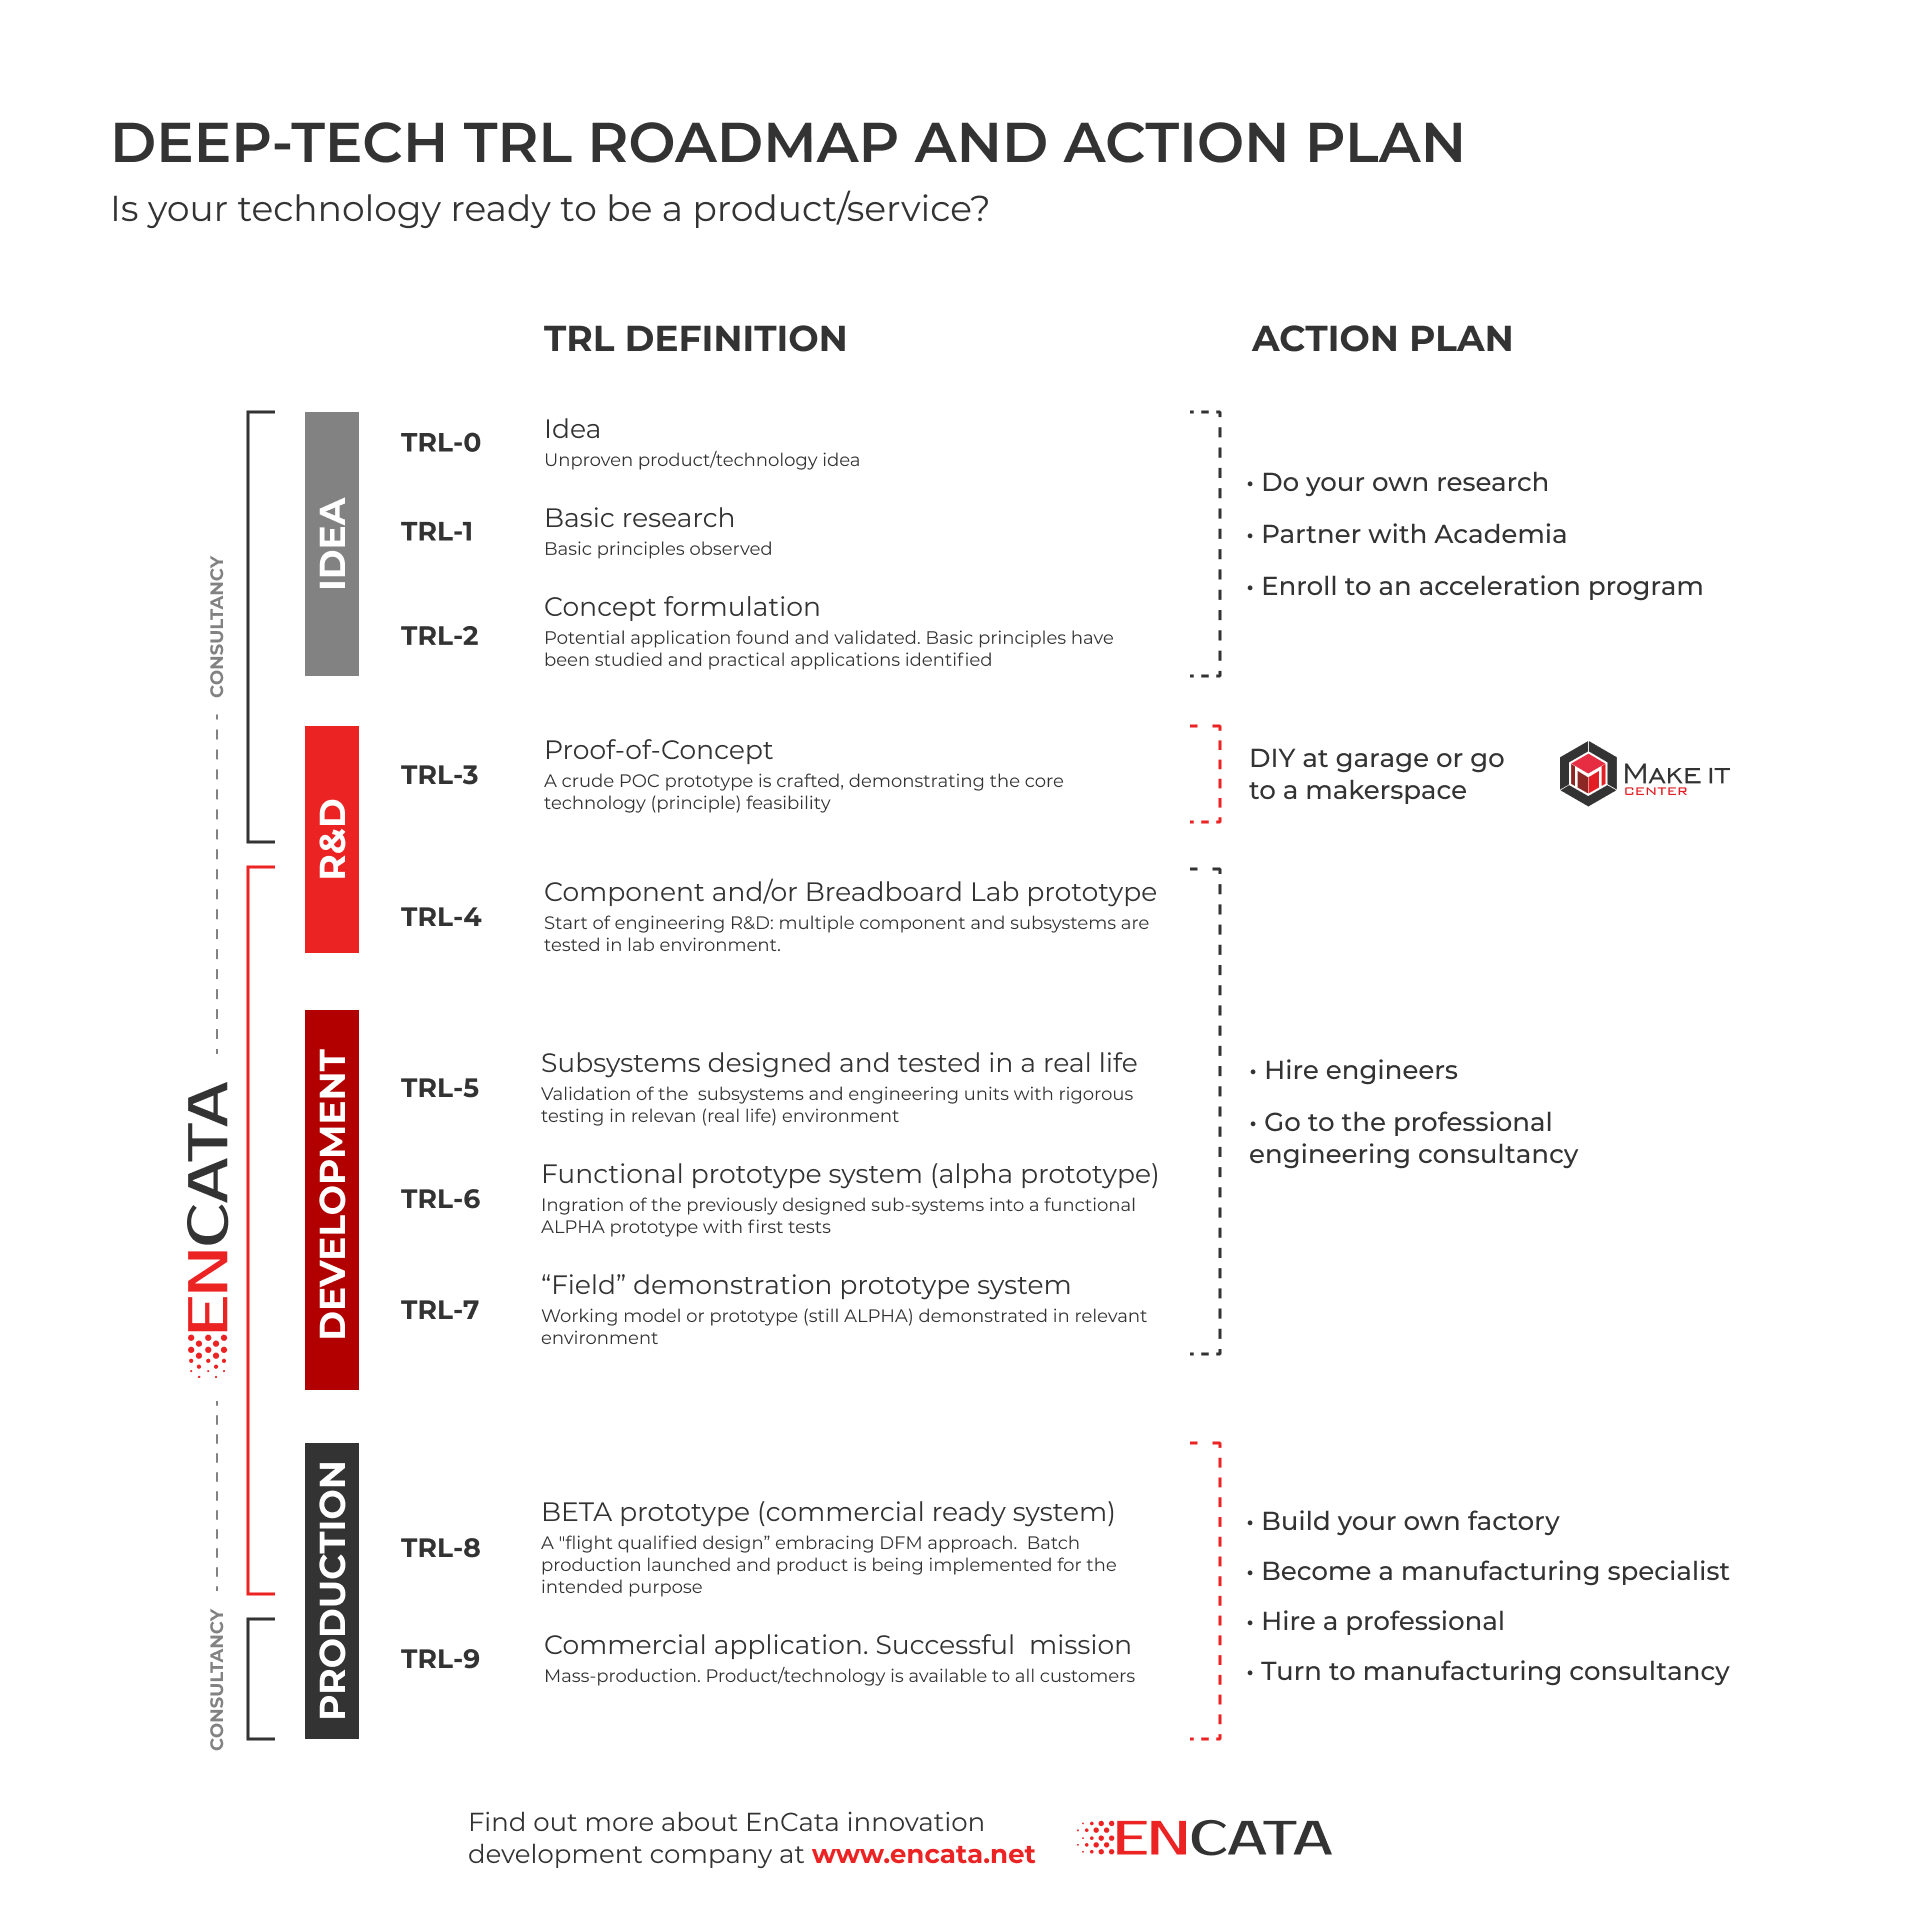 DEEP-TECH TRL ROADMAP AND ACTION PLAN
Is your technology ready to be a product/service?
TRL DEFINITION
ACTION PLAN
CONSULTANCY
ENCATA
CONSULTANCY
IDEA
TRL-0
Idea
Unproven product/technology idea
TRL-1
Basic research
Basic principles observed
TRL-2
Concept formulation
Potential application found and validated. Basic principles have
been studied and practical applications identified
• Do your own research
• Partner with Academia
• Enroll to an acceleration program
R&D
TRL-3
Proof-of-Concept
A crude POC prototype is crafted, demonstrating the core
technology (principle) feasibility
DIY at garage or go
to a makerspace
MAKE IT
CENTER
TRL-4
Component and/or Breadboard Lab prototype
Start of engineering R&D: multiple component and subsystems are
tested in lab environment.
DEVELOPMENT
TRL-5
Subsystems designed and tested in a real life
Validation of the  subsystems and engineering units with rigorous
testing in relevan (real life) environment
TRL-6
Functional prototype system (alpha prototype)
Ingration of the previously designed sub-systems into a functional
ALPHA prototype with first tests
TRL-7
“Field” demonstration prototype system
Working model or prototype (still ALPHA) demonstrated in relevant
environment
• Hire engineers
• Go to the professional
engineering consultancy
PRODUCTION
TRL-8
BETA prototype (commercial ready system)
A "flight qualified design” embracing DFM approach.  Batch
production launched and product is being implemented for the
intended purpose
TRL-9
Commercial application. Successful  mission
Mass-production. Product/technology is available to all customers
• Build your own factory
• Become a manufacturing specialist
• Hire a professional
• Turn to manufacturing consultancy
Find out more about EnCata innovation
development company at www.encata.net
ENCATA